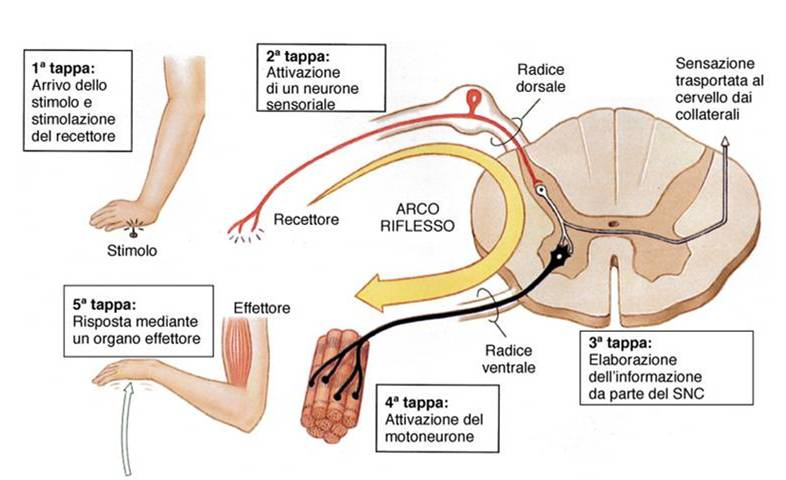 1ª tappa:
Arrivo dello
stimolo e
stimolazione
del recettore
Stimolo
2ª tappa:
Attivazione
di un neurone
sensoriale
Recettore
Radice
dorsale
Sensazione
trasportata al
cervello dai
collaterali
ARCO
RIFLESSO
3ª tappa:
Elaborazione
dell'informazione
da parte del SNC
Radice
ventrale
4ª tappa:
Attivazione del
motoneurone
5ª tappa:
Risposta mediante
un organo effettore
Effettore